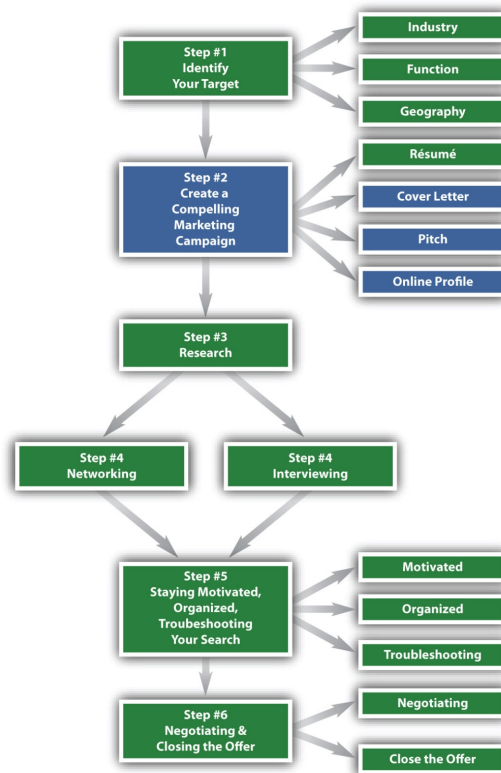 Step #1
Identify
Your Target
Industry
Function
Geography
Step #2
Create a
Compelling
Marketing
Campaign
Résumé
Cover Letter
Pitch
Online Profile
Step #3
Research
Step #4
Networking
Step #4
Interviewing
Step #5
Staying Motivated,
Organized,
Troubeshooting
Your Search
Motivated
Organized
Troubleshooting
Step #6
Negotiating &
Closing the Offer
Negotiating
Close the Offer